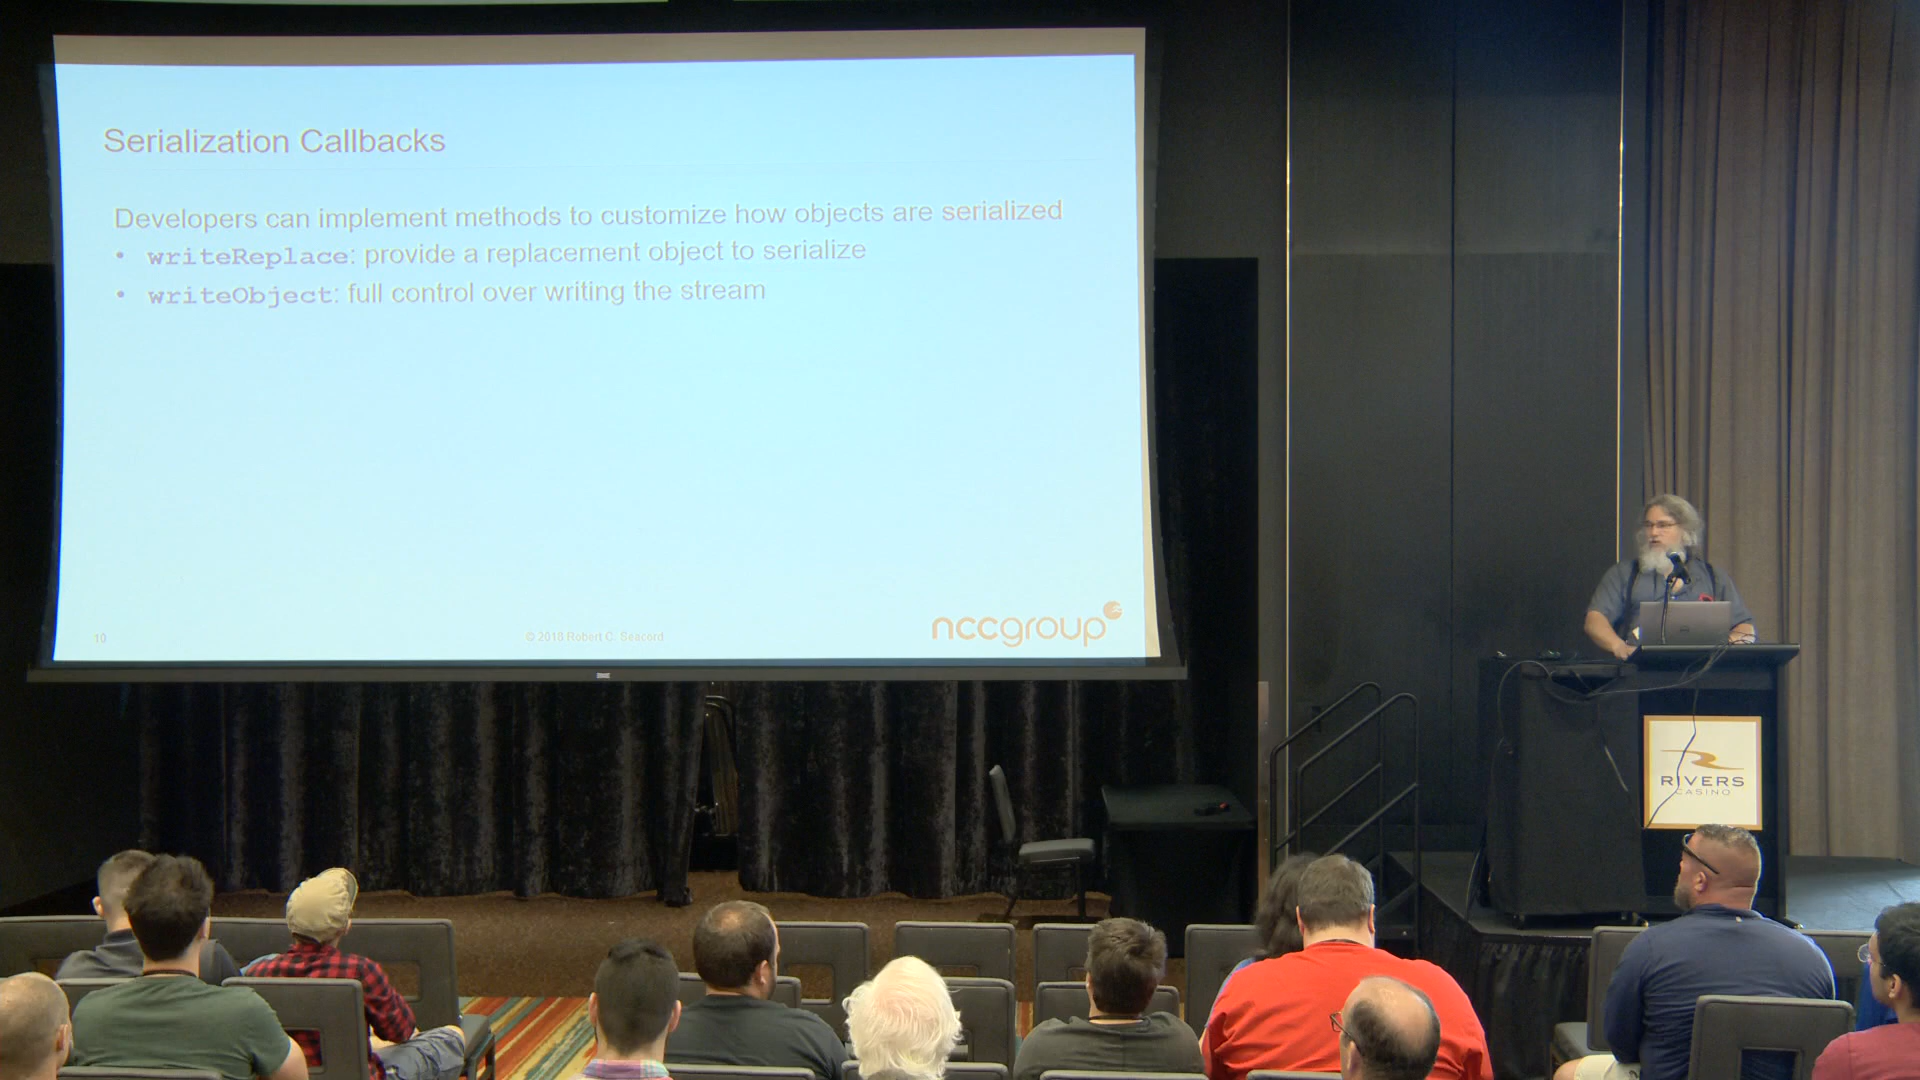 Serialization Callbacks
Developers can implement methods to customize how objects are serialized
• writeReplace: provide a replacement object to serialize
• writeObject: full control over writing the stream
10
© 2018 Robert C. Seacord
nccgroup
RIVERS
CASINO